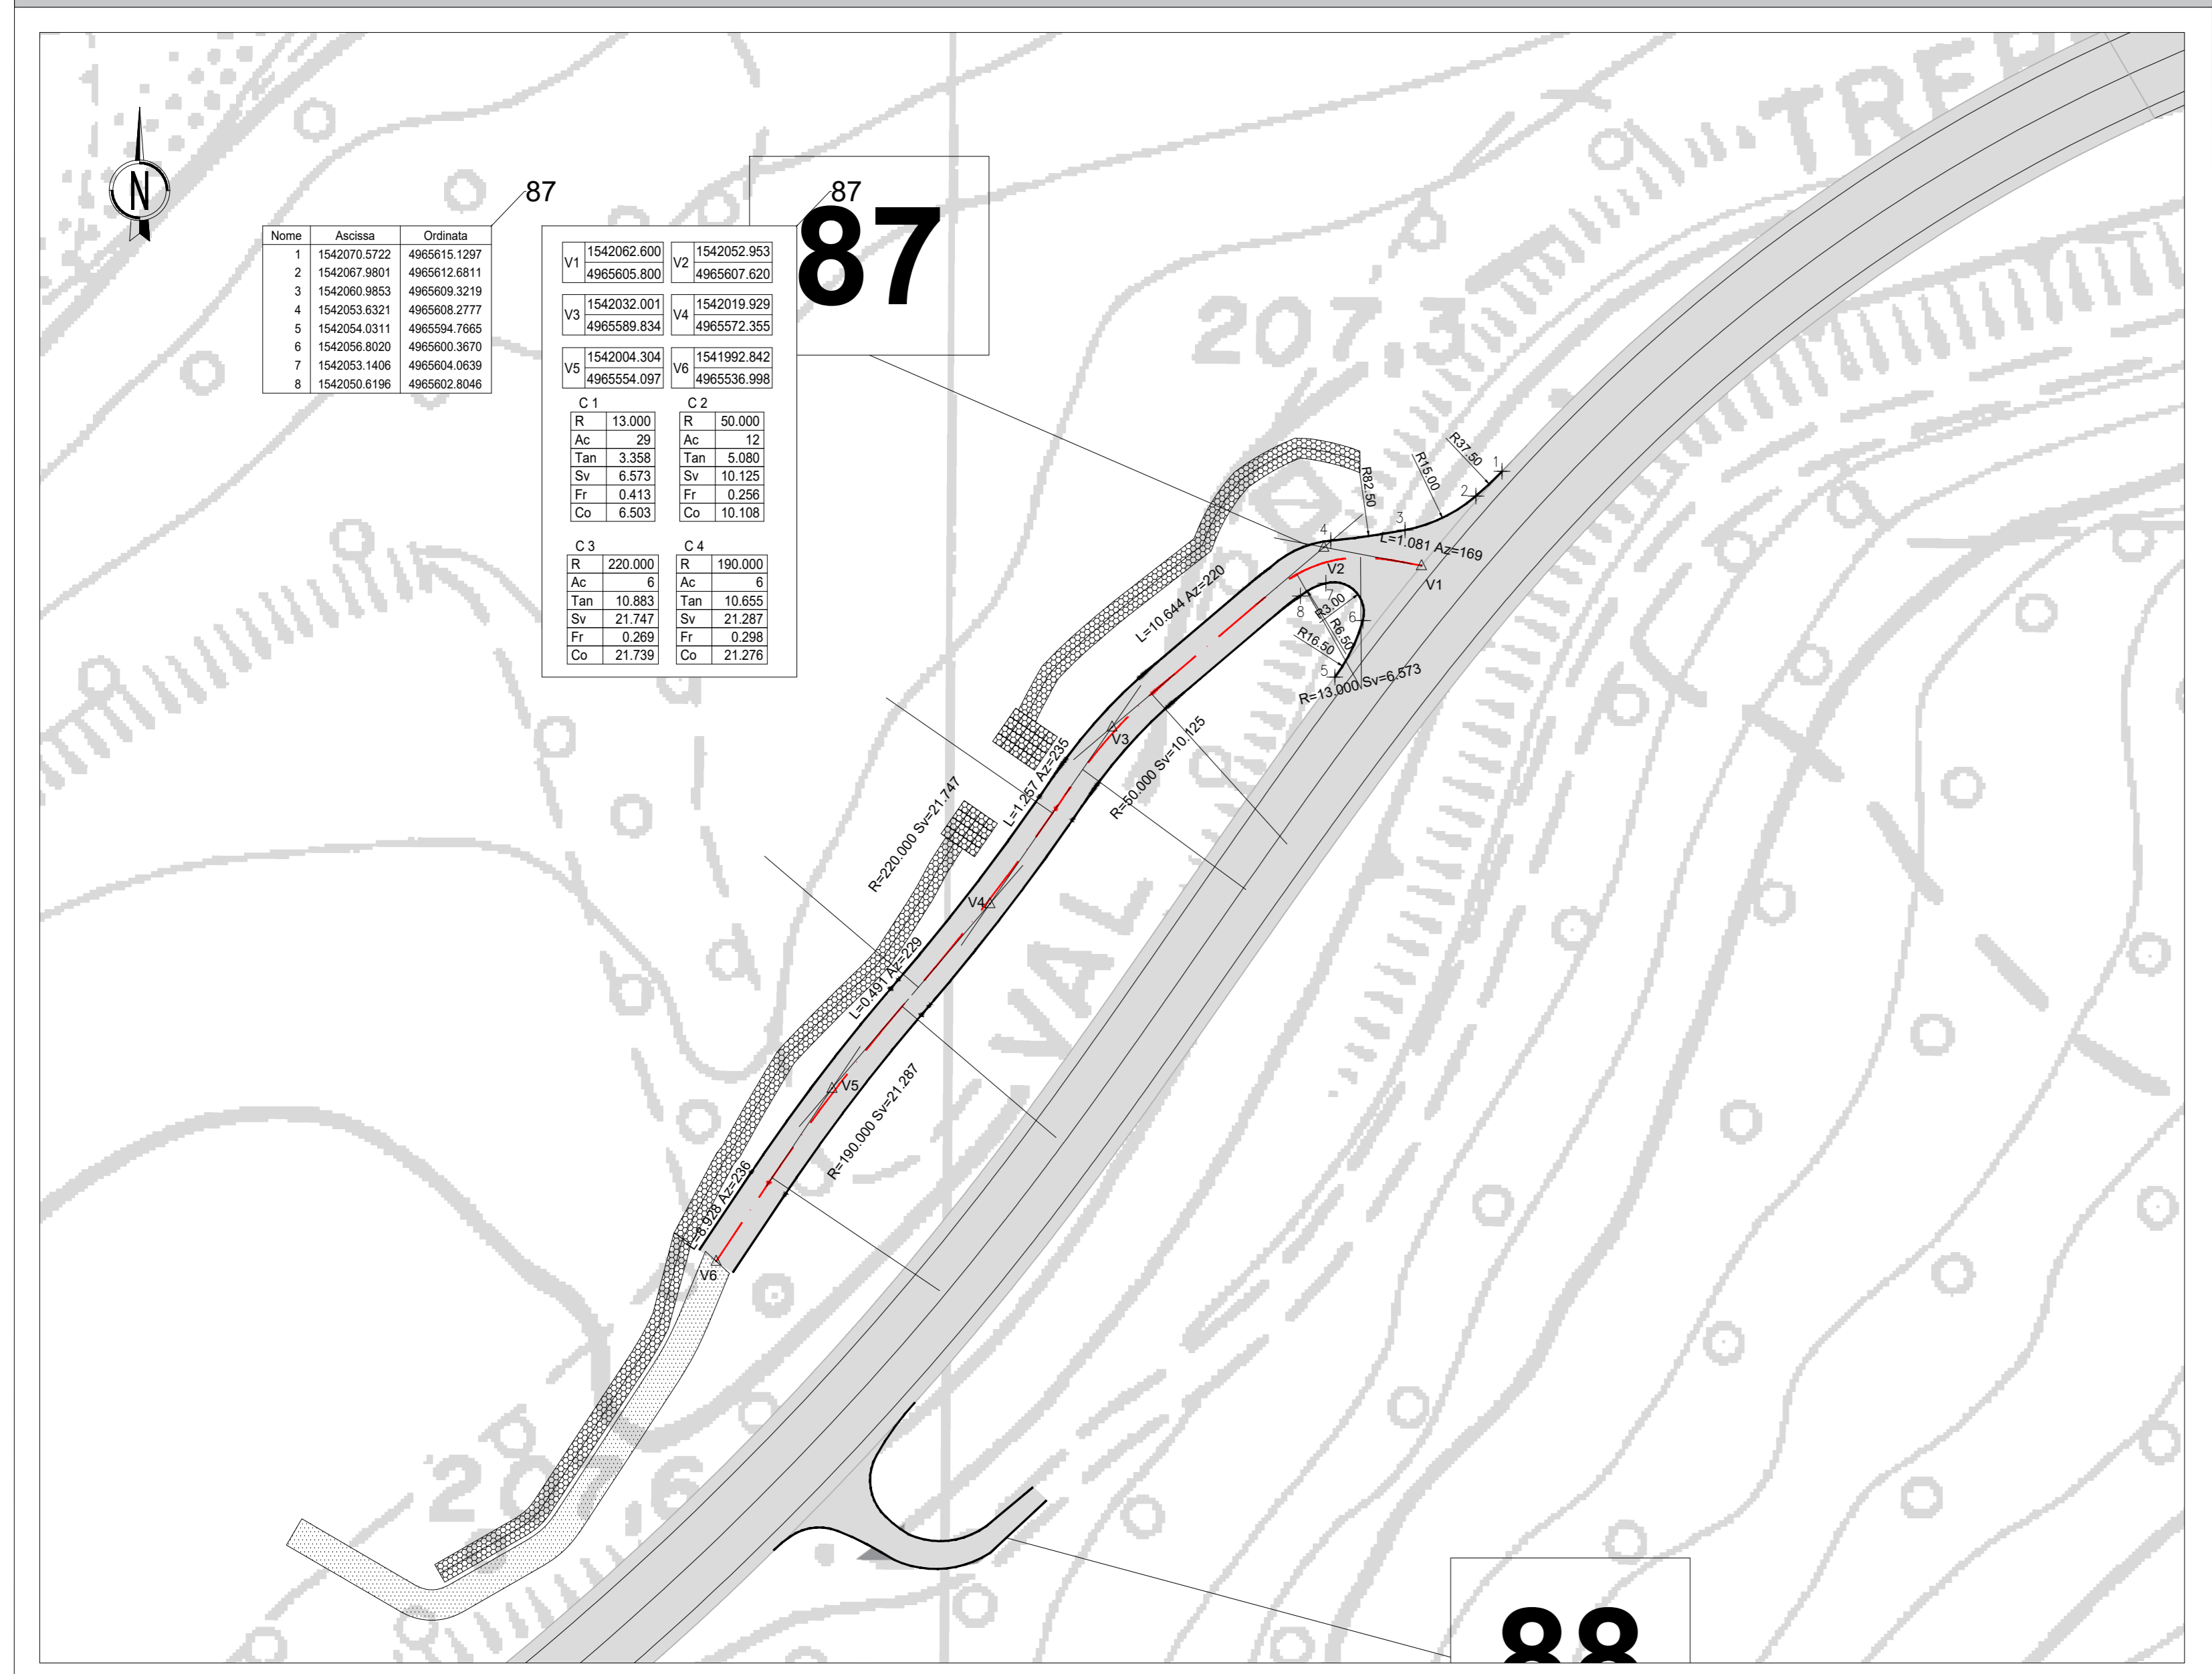 N
87
Nome Ascissa Ordinata
1 1542070.5722 4965615.1297
2 1542067.9801 4965612.6811
3 1542060.9853 4965609.3219
4 1542053.6321 4965608.2777
5 1542054.0311 4965594.7665
6 1542056.8020 4965600.3670
7 1542053.1406 4965604.0639
8 1542050.6196 4965602.8046
87
87
V1 1542062.600 4965605.800
V2 1542052.953 4965607.620
V3 1542032.001 4965589.834
V4 1542019.929 4965572.355
V5 1542004.304 4965554.097
V6 1541992.842 4965536.998
C 1
R 13.000
Ac 29
Tan 3.358
Sv 6.573
Fr 0.413
Co 6.503
C 2
R 50.000
Ac 12
Tan 5.080
Sv 10.125
Fr 0.256
Co 10.108
C 3
R 220.000
Ac 6
Tan 10.883
Sv 21.747
Fr 0.269
Co 21.739
C 4
R 190.000
Ac 6
Tan 10.655
Sv 21.287
Fr 0.298
Co 21.276
207,3
R37.50
R15.00
R82.50
1
2
3
4
L=1.081 Az=169
V2
V1
L=10.644 Az=220
7
8
R3.00
6
R6.50
R16.50
5
R=13.000 Sv=6.573
V3
L=1.257 Az=235
R=50.000 Sv=10.125
R=220.000 Sv=21.747
V4
VAL
L=0.491 Az=229
V5
R=190.000 Sv=21.287
L=8.928 Az=236
V6
88